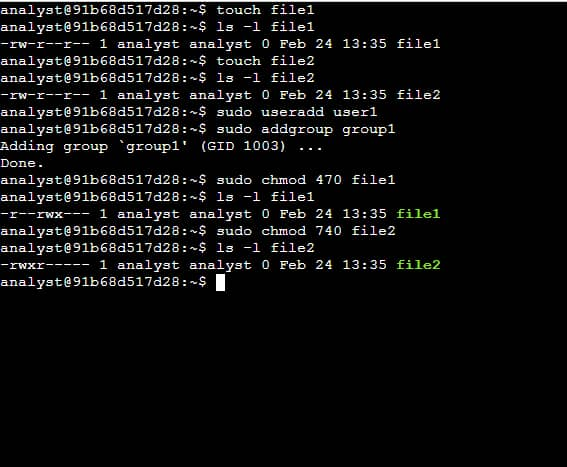 analyst@91b68d517d28:~$ touch file1
analyst@91b68d517d28:~$ ls -l file1
-rw-r--r-- 1 analyst analyst 0 Feb 24 13:35 file1
analyst@91b68d517d28:~$ touch file2
analyst@91b68d517d28:~$ ls -l file2
-rw-r--r-- 1 analyst analyst 0 Feb 24 13:35 file2
analyst@91b68d517d28:~$ sudo useradd user1
analyst@91b68d517d28:~$ sudo addgroup group1
Adding group `group1' (GID 1003) ...
Done.
analyst@91b68d517d28:~$ sudo chmod 470 file1
analyst@91b68d517d28:~$ ls -l file1
-r--rwx--- 1 analyst analyst 0 Feb 24 13:35 file1
analyst@91b68d517d28:~$ sudo chmod 740 file2
analyst@91b68d517d28:~$ ls -l file2
-rwxr----- 1 analyst analyst 0 Feb 24 13:35 file2
analyst@91b68d517d28:~$